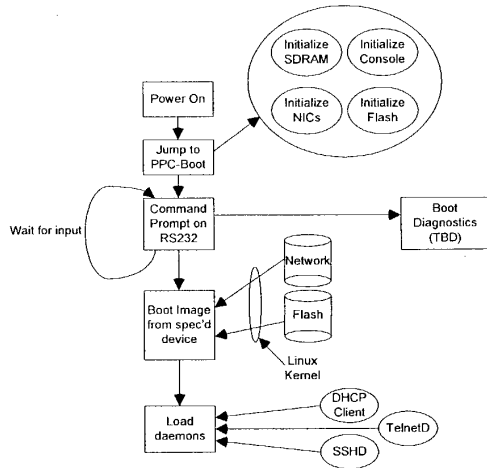 Initialize
SDRAM
Initialize
Console
Initialize
NICs
Initialize
Flash
Power On
Jump to
PPC-Boot
Command
Prompt on
RS232
Wait for input
Boot
Diagnostics
(TBD)
Network
Boot Image
from spec'd
device
Flash
Linux
Kernel
DHCP
Client
Load
daemons
TelnetD
SSHD